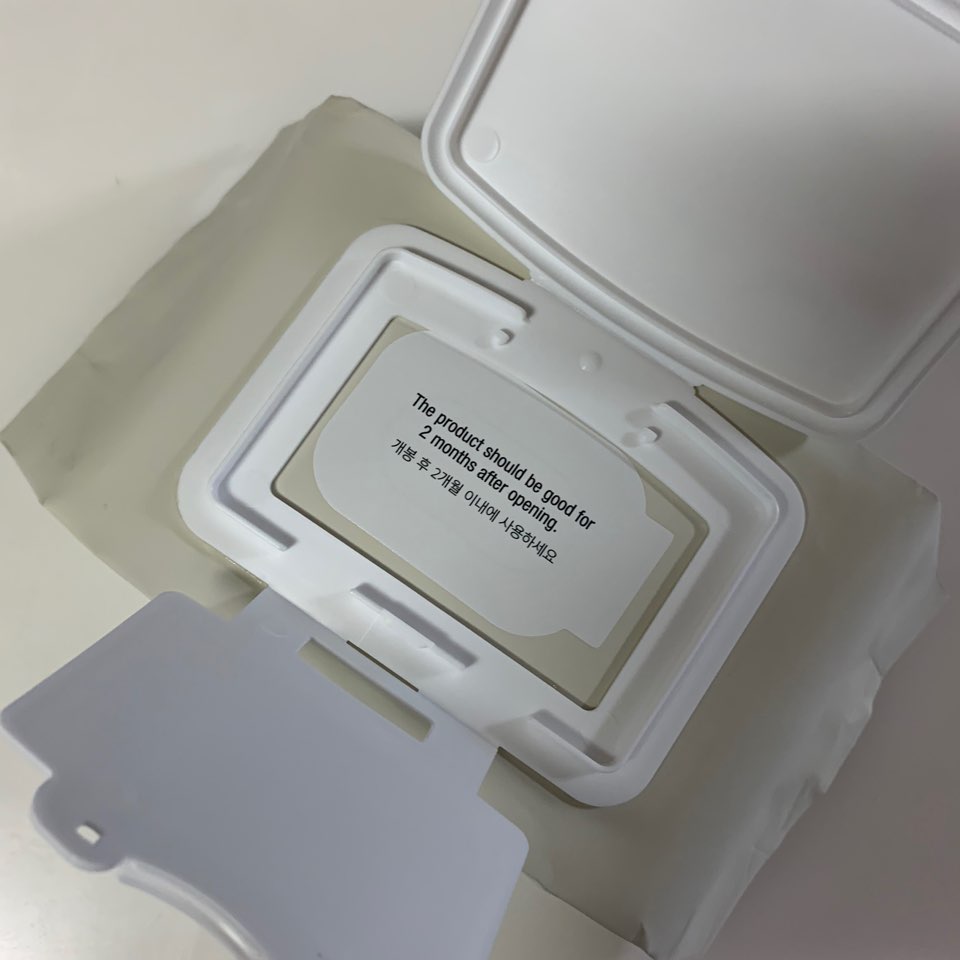 The product should be good for
2 months after opening.
개봉 후 2개월 이내에 사용하세요